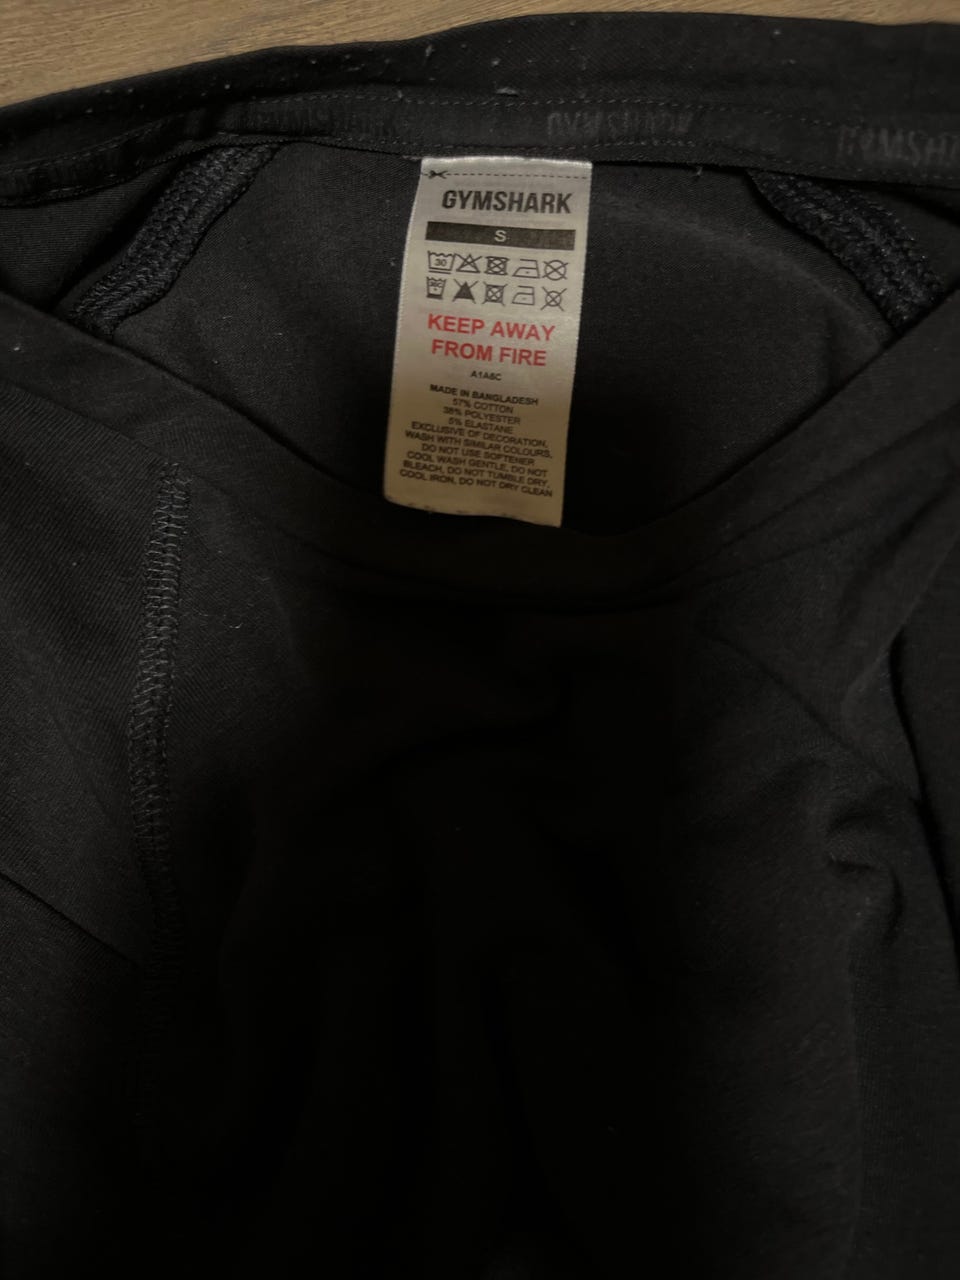 GYMSHARK GYMSHARK GYMSH
GYMSHARK
S
30
KEEP AWAY
FROM FIRE
A1A6C
MADE IN BANGLADESH
57% COTTON
38% POLYESTER
5% ELASTANE
EXCLUSIVE OF DECORATION,
WASH WITH SIMILAR COLOURS,
DO NOT USE SOFTENER
COOL WASH GENTLE, DO NOT
BLEACH, DO NOT TUMBLE DRY,
COOL IRON, DO NOT DRY CLEAN